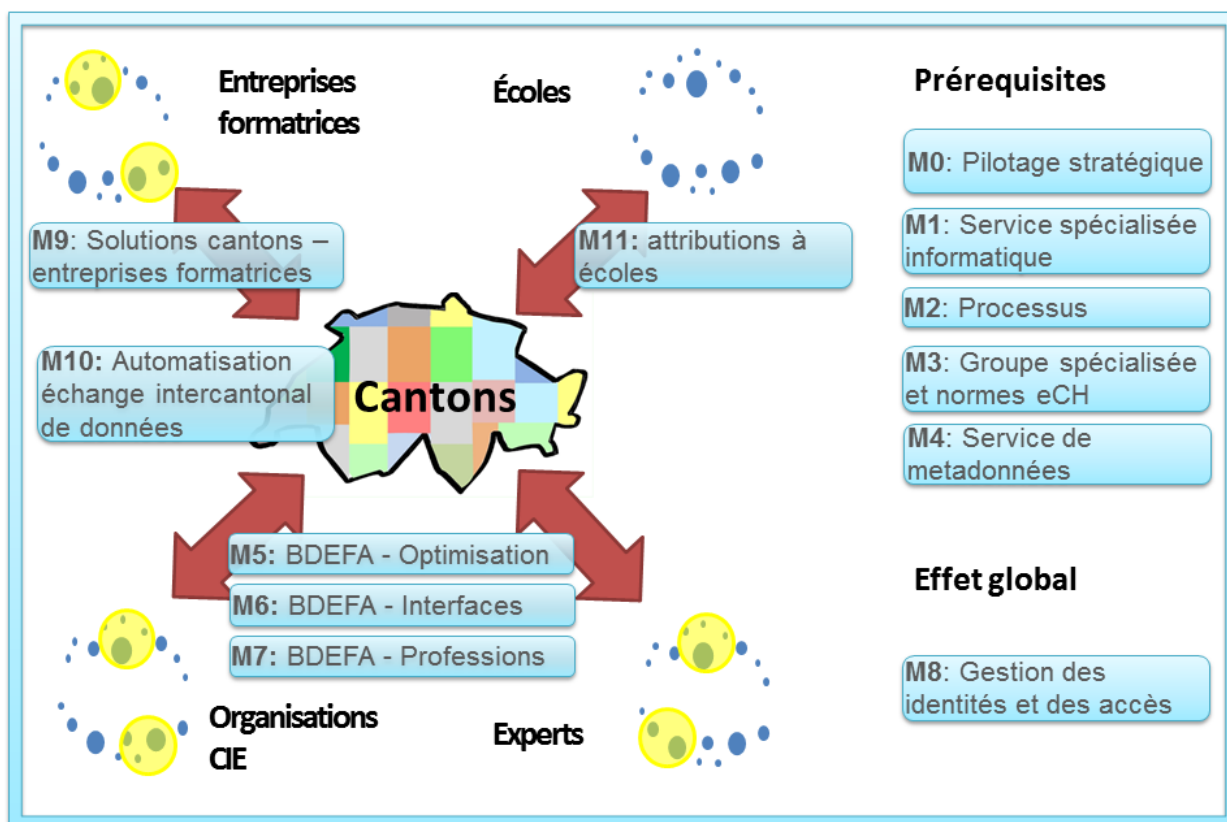 Entreprises
formatrices
Écoles
M9: Solutions cantons –
entreprises formatrices
M11: attributions à
écoles
M10: Automatisation
échange intercantonal
de données
Cantons
M5: BDEFA - Optimisation
M6: BDEFA - Interfaces
M7: BDEFA - Professions
Organisations
CIE
Experts
Prérequisites
M0: Pilotage stratégique
M1: Service spécialisée
informatique
M2: Processus
M3: Groupe spécialisée
et normes eCH
M4: Service de
metadonnées
Effet global
M8: Gestion des
identités et des accès